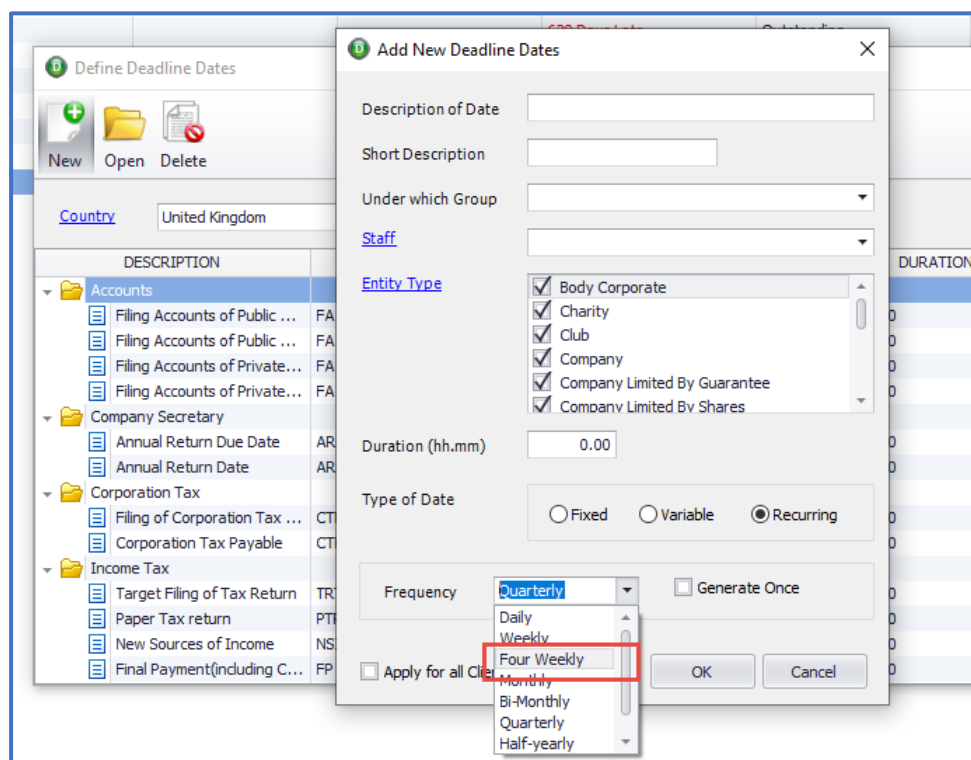 Add New Deadline Dates
Define Deadline Dates
Description of Date
New Open Delete
Short Description
Under which Group
Country United Kingdom
Staff
DESCRIPTION
DURATION
Entity Type
Body Corporate
Charity
Club
Company
Company Limited By Guarantee
Company Limited By Shares
Accounts
Filing Accounts of Public ... FA
Filing Accounts of Public ... FA
Filing Accounts of Private... FA
Filing Accounts of Private... FA
Company Secretary
Annual Return Due Date AR
Annual Return Date AR
Corporation Tax
Filing of Corporation Tax ...
Corporation Tax Payable
Income Tax
Target Filing of Tax Return
Paper Tax return
New Sources of Income NS
Final Payment(including C... FP
Duration (hh.mm) 0.00
Type of Date
Fixed Variable Recurring
Frequency Quarterly Generate Once
Daily
Weekly
Four Weekly
Monthly
Bi-Monthly
Quarterly
Half-yearly
Apply for all
OK Cancel